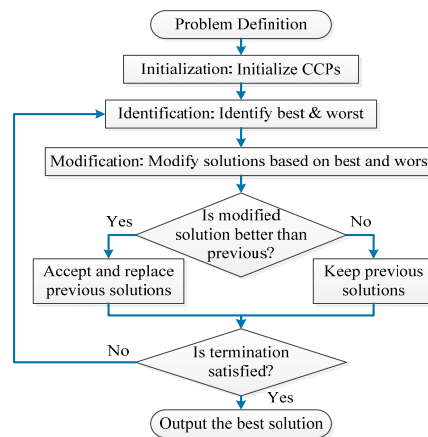 Problem Definition
Initialization: Initialize CCPs
Identification: Identify best & worst
Modification: Modify solutions based on best and wors
Is modified
solution better than
previous?
Yes
No
Accept and replace
previous solutions
Keep previous
solutions
Is termination
satisfied?
No
Yes
Output the best solution